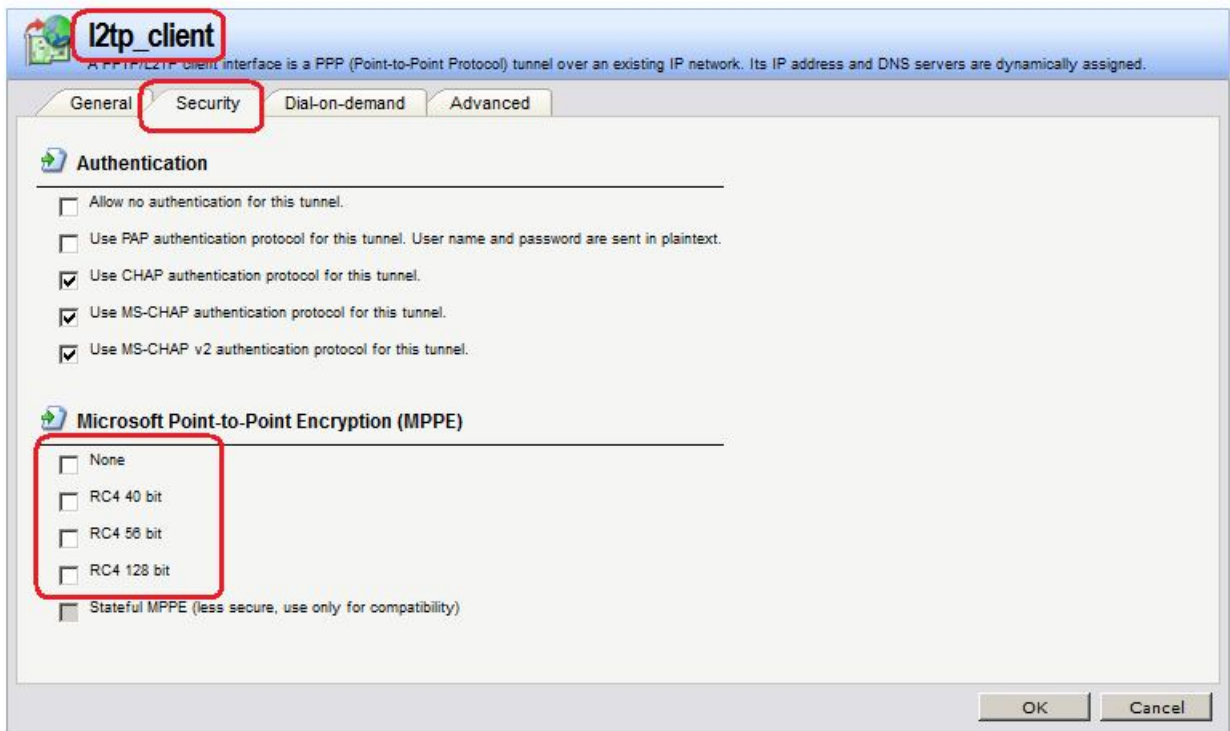 l2tp_client
A PPTP/L2TP client interface is a PPP (Point-to-Point Protocol) tunnel over an existing IP network. Its IP address and DNS servers are dynamically assigned.
General Security Dial-on-demand Advanced
Authentication
Allow no authentication for this tunnel.
Use PAP authentication protocol for this tunnel. User name and password are sent in plaintext.
Use CHAP authentication protocol for this tunnel.
Use MS-CHAP authentication protocol for this tunnel.
Use MS-CHAP v2 authentication protocol for this tunnel.
Microsoft Point-to-Point Encryption (MPPE)
None
RC4 40 bit
RC4 56 bit
RC4 128 bit
Stateful MPPE (less secure, use only for compatibility)
OK Cancel